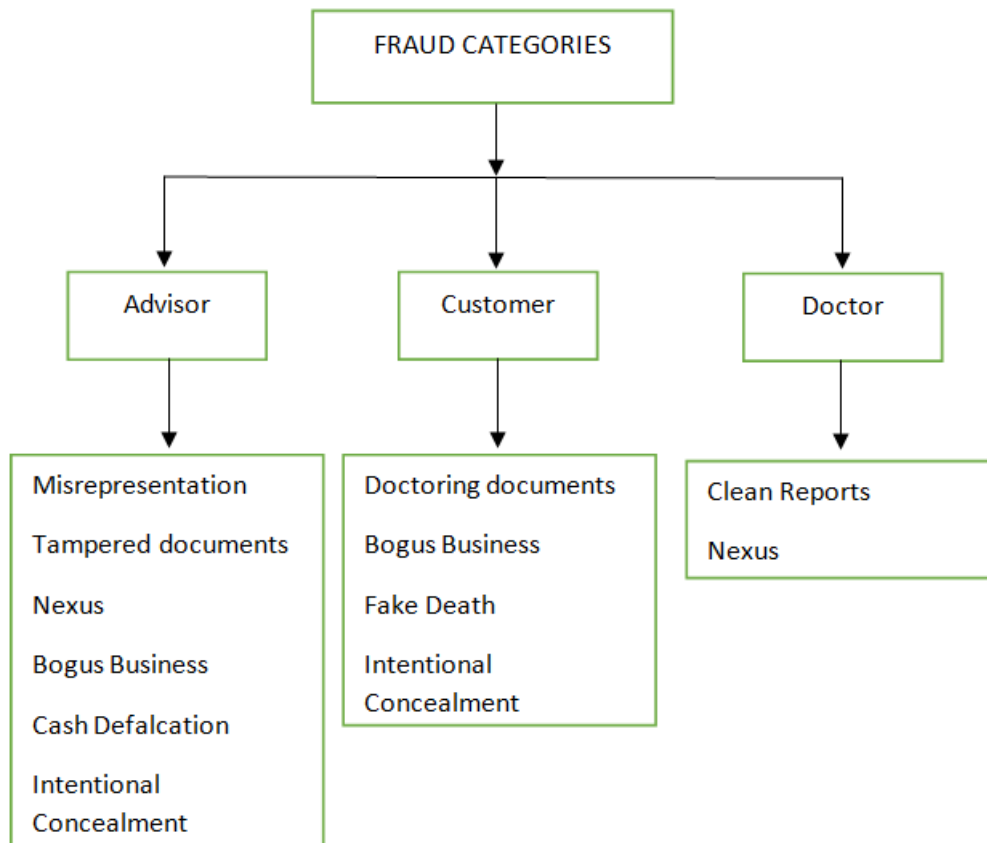 FRAUD CATEGORIES
Advisor
Customer
Doctor
Misrepresentation
Tampered documents
Nexus
Bogus Business
Cash Defalcation
Intentional
Concealment
Doctoring documents
Bogus Business
Fake Death
Intentional
Concealment
Clean Reports
Nexus